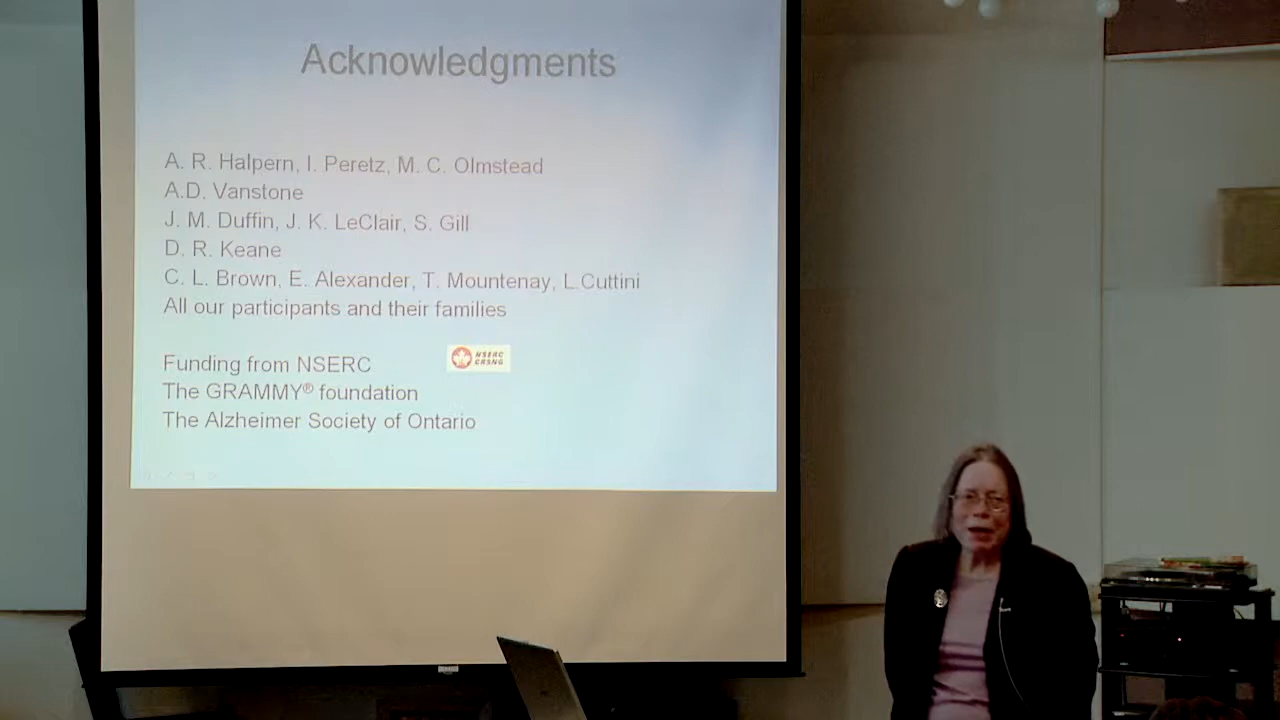 Acknowledgments
A. R. Halpern, I. Peretz, M. C. Olmstead
A.D. Vanstone
J. M. Duffin, J. K. LeClair, S. Gill
D. R. Keane
C. L. Brown, E. Alexander, T. Mountenay, L.Cuttini
All our participants and their families
Funding from NSERC
NSERC
CRSNG
The GRAMMY® foundation
The Alzheimer Society of Ontario